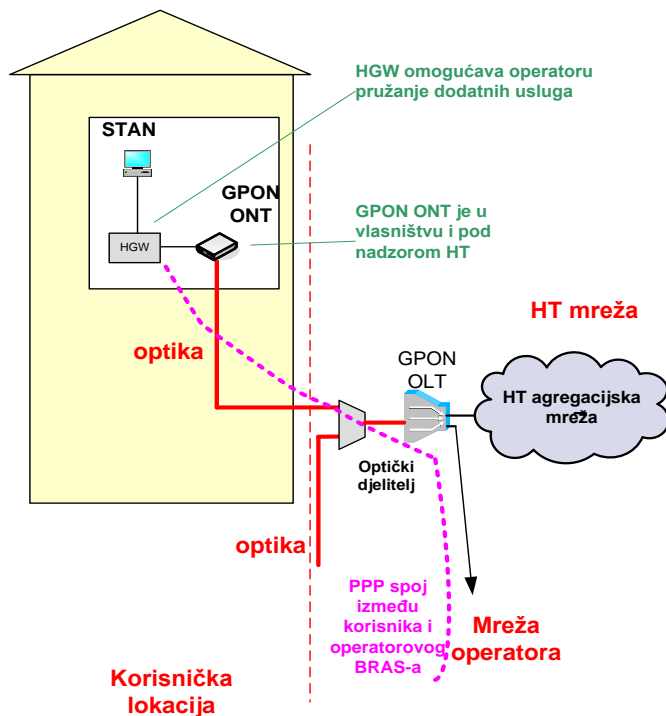 HGW omogućava operatoru
pružanje dodatnih usluga
STAN
GPON
ONT
HGW
GPON ONT je u
vlasništvu i pod
nadzorom HT
optika
HT mreža
GPON
OLT
HT agregacijska
mreža
Optički
djelitelj
optika
PPP spoj
između
korisnika i
operatorovog
BRAS-a
Mreža
operatora
Korisnička
lokacija